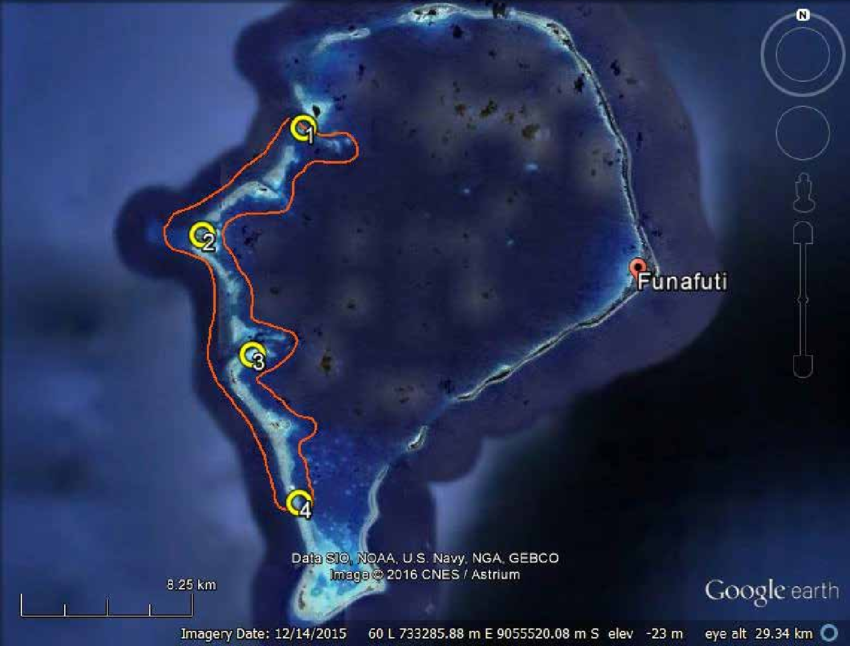 N
1
2
Funafuti
3
4
Data SIO, NOAA, U.S. Navy, NGA, GEBCO
Image © 2016 CNES / Astrium
8.25 km
Google earth
Imagery Date: 12/14/2015 60 L 733285.88 m E 9055520.08 m S elev -23 m eye alt 29.34 km